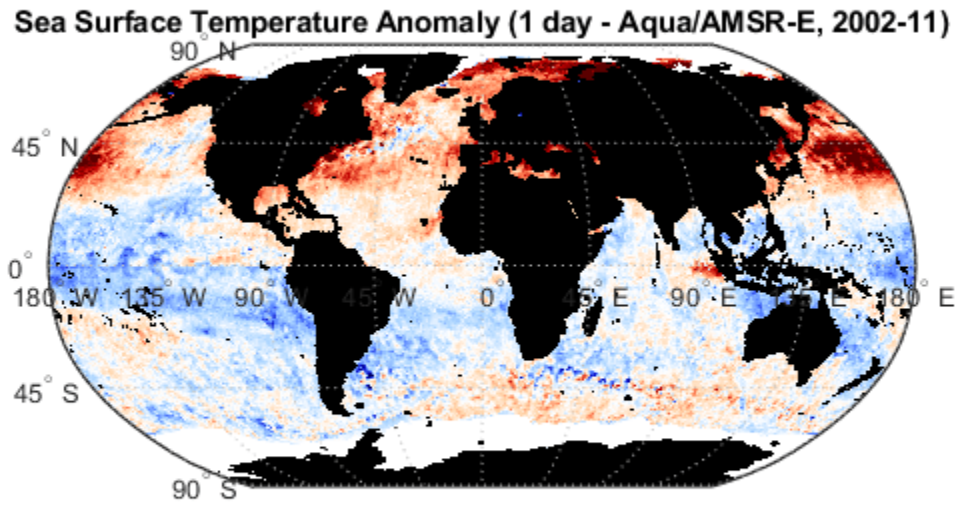 Sea Surface Temperature Anomaly (1 day - Aqua/AMSR-E, 2002-11)
90° N
45° N
0°
180° W 135° W 90° W 45° W 0° 45° E 90° E 135° E 180° E
45° S
90° S